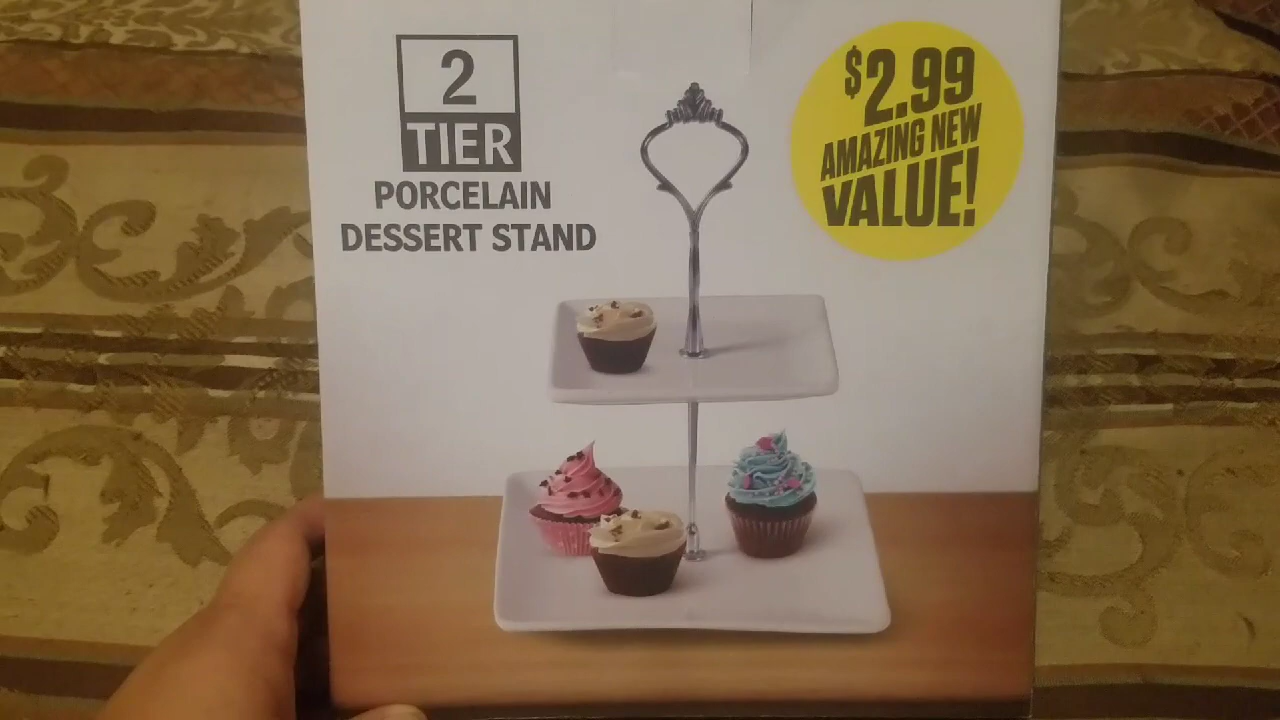 2
TIER
PORCELAIN
DESSERT STAND
$2.99
AMAZING NEW
VALUE!